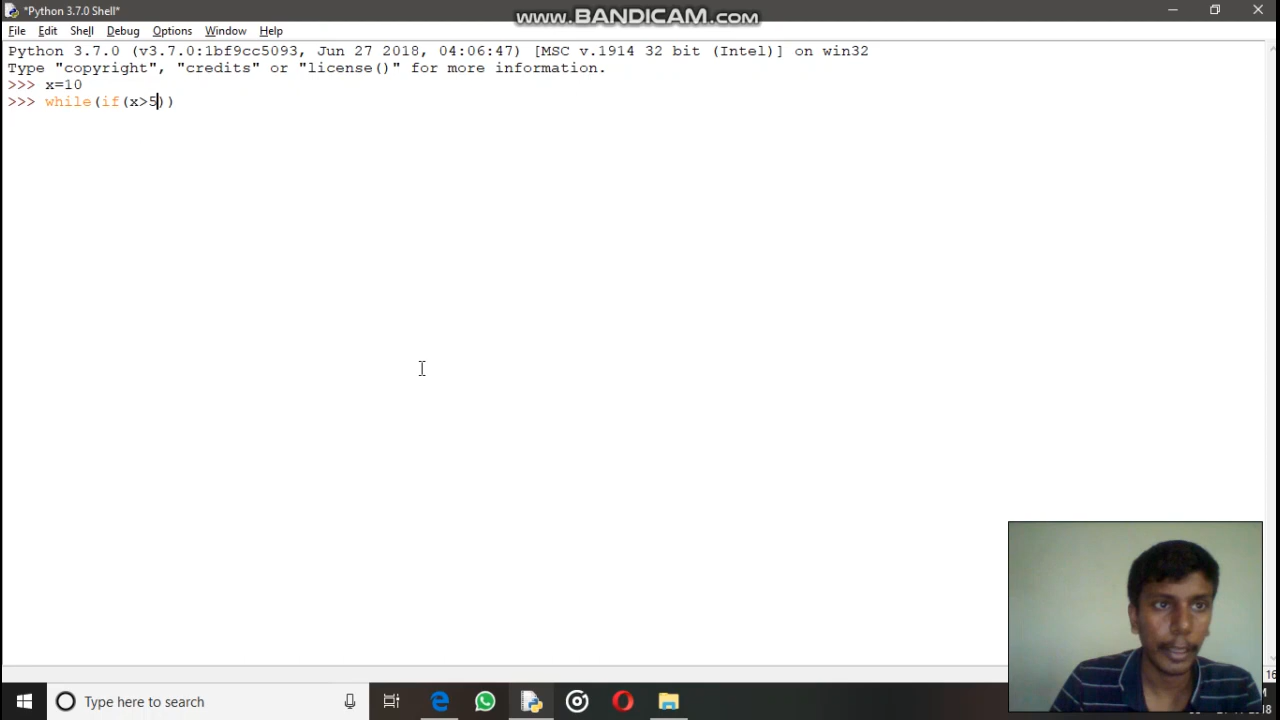 *Python 3.7.0 Shell*
www.BANDICAM.com
File Edit Shell Debug Options Window Help
Python 3.7.0 (v3.7.0:1bf9cc5093, Jun 27 2018, 04:06:47) [MSC v.1914 32 bit (Intel)] on win32
Type "copyright", "credits" or "license()" for more information.
>>> x=10
>>> while(if(x>5))
16
Type here to search